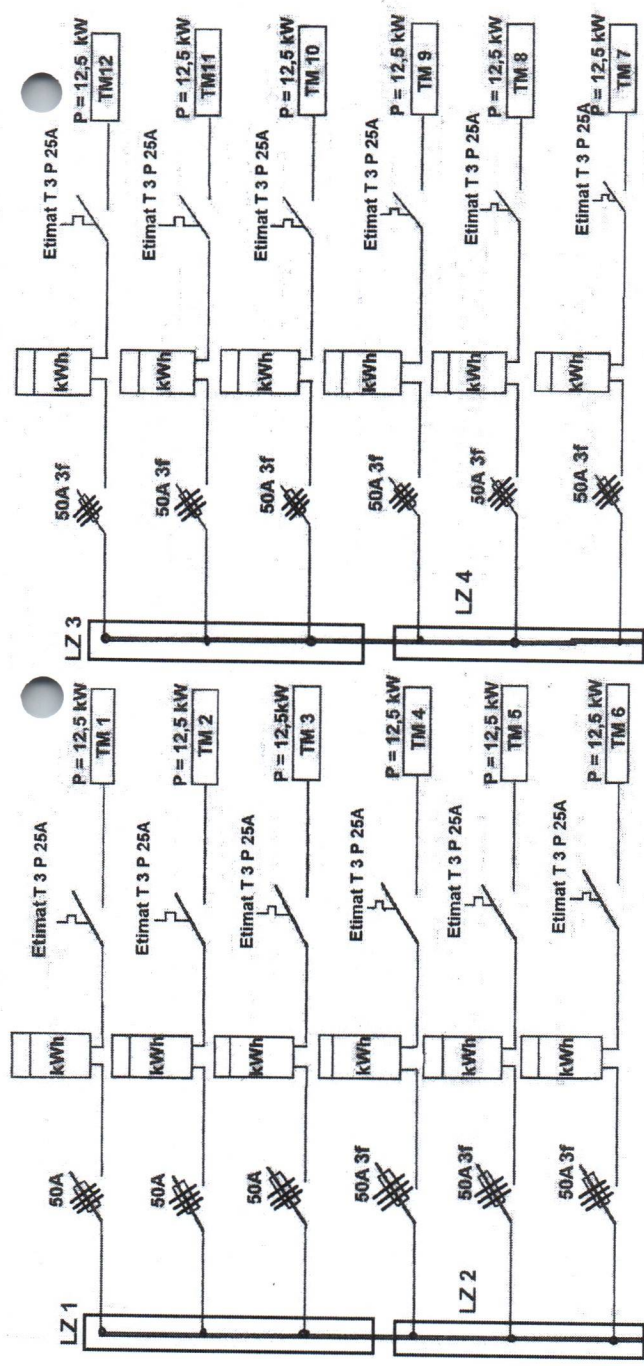 LZ 1
50A
kWh
Etimat T 3 P 25A
P = 12,5 kW
TM 1
50A
kWh
Etimat T 3 P 25A
P = 12,5 kW
TM 2
50A
kWh
Etimat T 3 P 25A
P = 12,5kW
TM 3
50A 3f
kWh
Etimat T 3 P 25A
P = 12,5 kW
TM 4
LZ 2
50A 3f
kWh
Etimat T 3 P 25A
P = 12,5 kW
TM 5
50A 3f
kWh
Etimat T 3 P 25A
P = 12,5 kW
TM 6
LZ 3
50A 3f
kWh
Etimat T 3 P 25A
P = 12,5 kW
TM12
50A 3f
kWh
Etimat T 3 P 25A
P = 12,5 kW
TM11
50A 3f
kWh
Etimat T 3 P 25A
P = 12,5 kW
TM 10
50A 3f
kWh
Etimat T 3 P 25A
P = 12,5 kW
TM 9
LZ 4
50A 3f
kWh
Etimat T 3 P 25A
P = 12,5 kW
TM 8
50A 3f
kWh
Etimat T 3 P 25A
P = 12,5 kW
TM 7